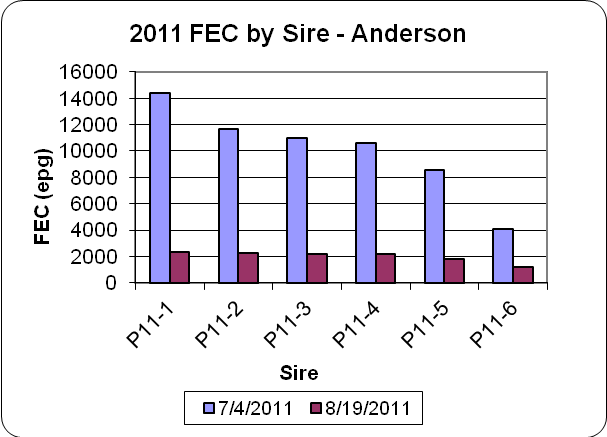 2011 FEC by Sire - Anderson
16000
14000
12000
10000
8000
6000
4000
2000
0
FEC (epg)
P11-1
P11-2
P11-3
P11-4
P11-5
P11-6
Sire
7/4/2011
8/19/2011